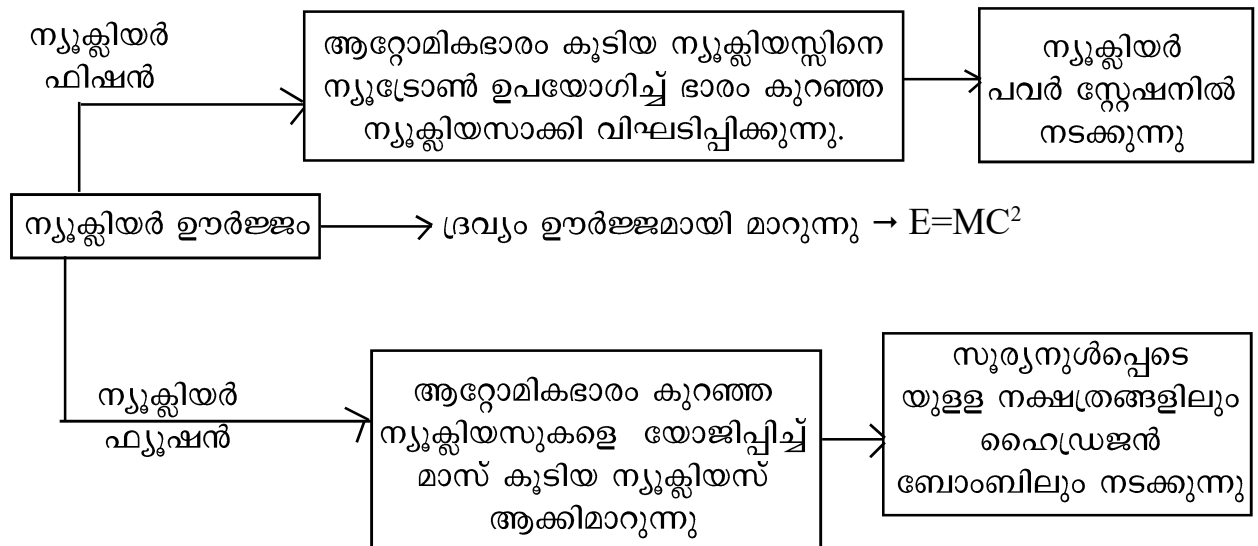 ന്യൂക്ലിയർ
ഫിഷൻ
ആറ്റോമികഭാരം കൂടിയ ന്യൂക്ലിയസ്സിനെ
ന്യൂട്രോൺ ഉപയോഗിച്ച് ഭാരം കുറഞ്ഞ
ന്യൂക്ലിയസാക്കി വിഘടിപ്പിക്കുന്നു.
ന്യൂക്ലിയർ
പവർ സ്റ്റേഷനിൽ
നടക്കുന്നു
ന്യൂക്ലിയർ ഊർജ്ജം
ദ്രവ്യം ഊർജ്ജമായി മാറുന്നു → E=MC²
ന്യൂക്ലിയർ
ഫ്യൂഷൻ
ആറ്റോമികഭാരം കുറഞ്ഞ
ന്യൂക്ലിയസുകളെ യോജിപ്പിച്ച്
മാസ് കൂടിയ ന്യൂക്ലിയസ്
ആക്കിമാറുന്നു
സൂര്യനുൾപ്പെടെ
യുളള നക്ഷത്രങ്ങളിലും
ഹൈഡ്രജൻ
ബോംബിലും നടക്കുന്നു